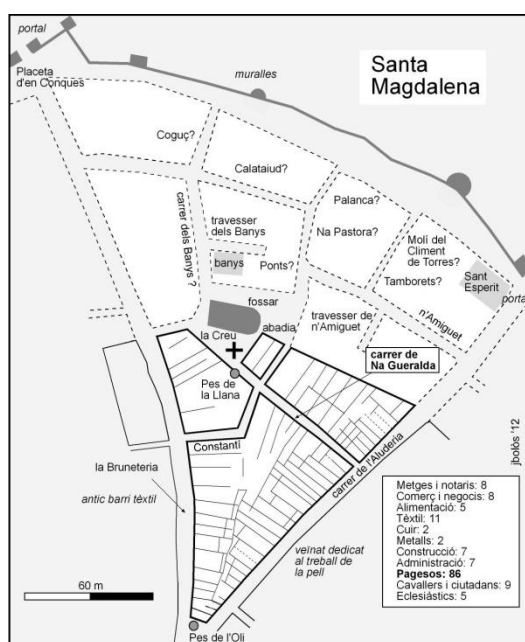 Santa
Magdalena
portal
Placeta
d'en Conques
muralles
Coguç?
Calataiud?
carrer dels Banys ?
travesser
dels Banys
banys
Ponts?
Palanca?
Na Pastora?
Molí del
Climent
de Torres?
Tamborets?
Sant
Esperit
portal
fossar
abadia
la Creu
travesser de
n'Amiguet
n'Amiguet
carrer de
Na Gueralda
Pes de
la Llana
Constantí
carrer de l'Aluderia
la Bruneteria
antic barri tèxtil
veïnat dedicat
al treball de
la pell
60 m
Pes de l'Oli
jbolòs '12
Metges i notaris: 8
Comerç i negocis: 8
Alimentació: 5
Tèxtil: 11
Cuir: 2
Metalls: 2
Construcció: 7
Administració: 7
Pagesos: 86
Cavallers i ciutadans: 9
Eclesiàstics: 5